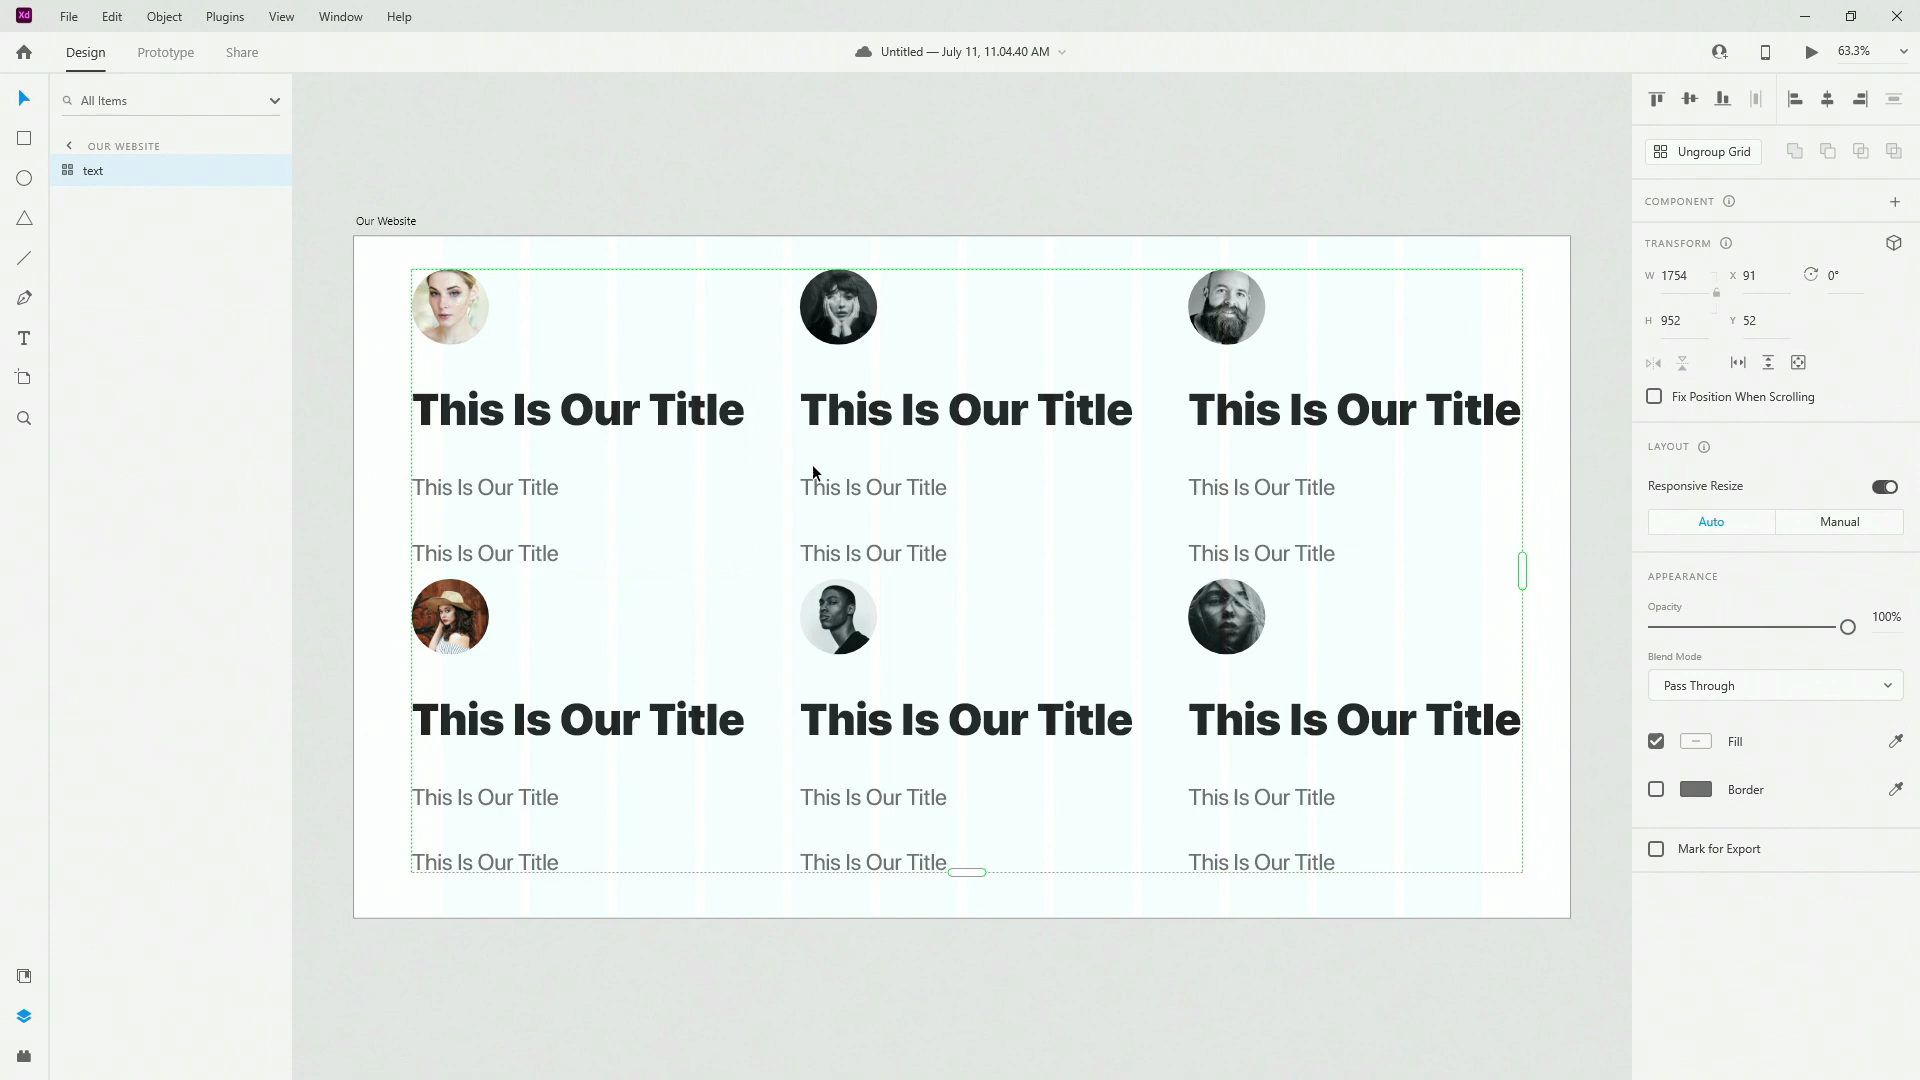 Xd File Edit Object Plugins View Window Help
Design Prototype Share Untitled — July 11, 11.04.40 AM 63.3%
All Items
OUR WEBSITE
text
Our Website
This Is Our Title This Is Our Title This Is Our Title
This Is Our Title This Is Our Title This Is Our Title
This Is Our Title This Is Our Title This Is Our Title
This Is Our Title This Is Our Title This Is Our Title
This Is Our Title This Is Our Title This Is Our Title
This Is Our Title This Is Our Title This Is Our Title
Ungroup Grid
COMPONENT
TRANSFORM
W 1754 X 91 0°
H 952 Y 52
Fix Position When Scrolling
LAYOUT
Responsive Resize
Auto Manual
APPEARANCE
Opacity
100%
Blend Mode
Pass Through
Fill
Border
Mark for Export